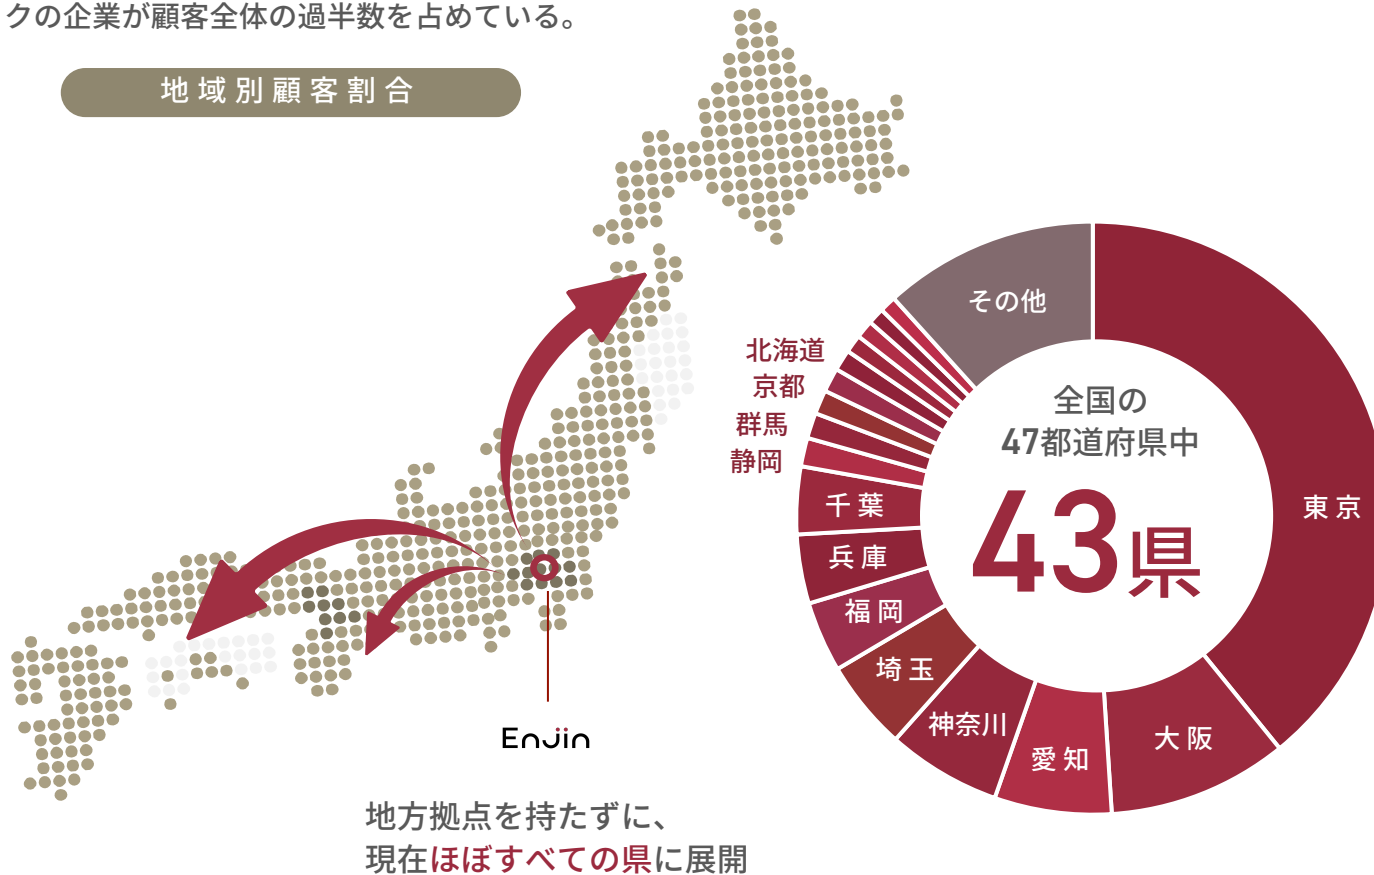 クの企業が顧客全体の過半数を占めている。
地域別顧客割合
その他
北海道
京都
群馬
静岡
千葉
兵庫
福岡
埼玉
神奈川
愛知
大阪
東京
全国の
47都道府県中
43県
Enjin
地方拠点を持たずに、
現在ほぼすべての県に展開